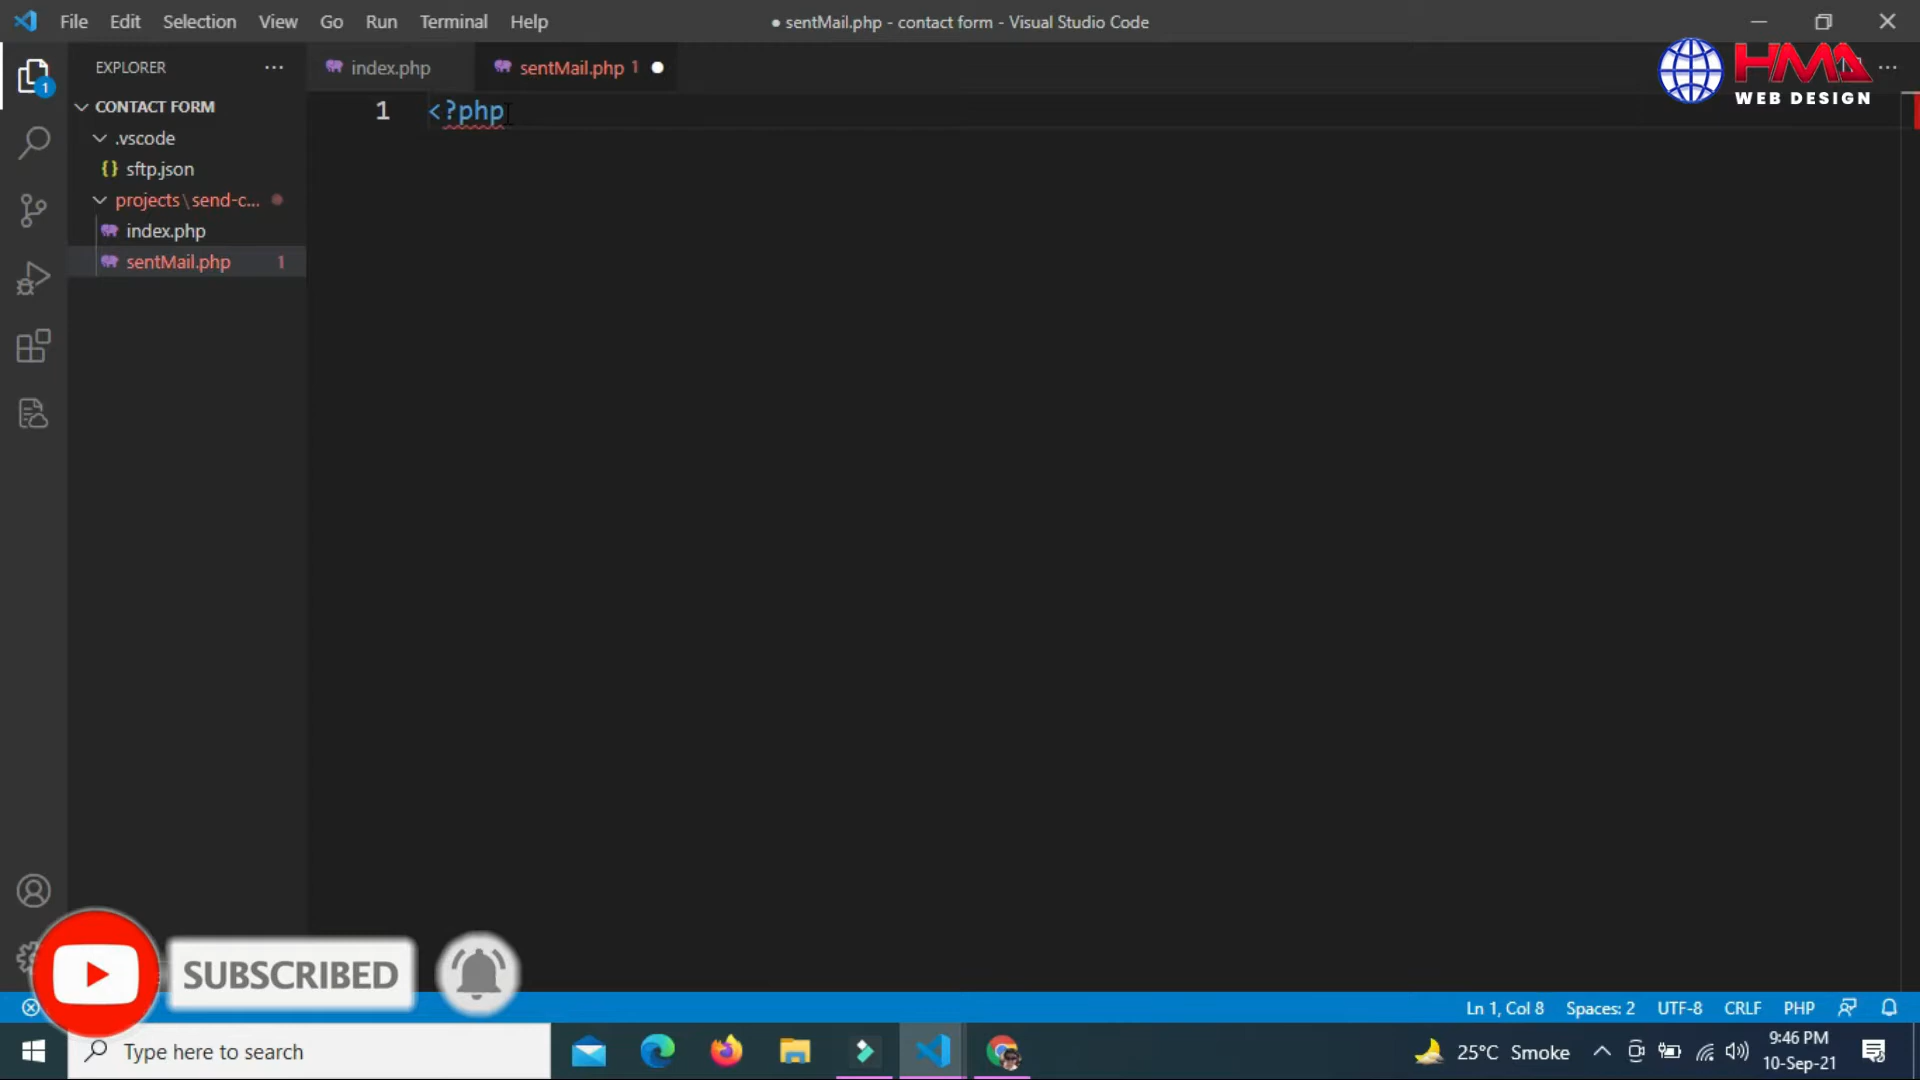 File Edit Selection View Go Run Terminal Help
● sentMail.php - contact form - Visual Studio Code
HMA
WEB DESIGN
EXPLORER
index.php
sentMail.php 1
CONTACT FORM
.vscode
{} sftp.json
projects\send-c...
index.php
sentMail.php 1
1 <?php
1
SUBSCRIBED
Ln 1, Col 8 Spaces: 2 UTF-8 CRLF PHP
Type here to search
25°C Smoke
9:46 PM
10-Sep-21